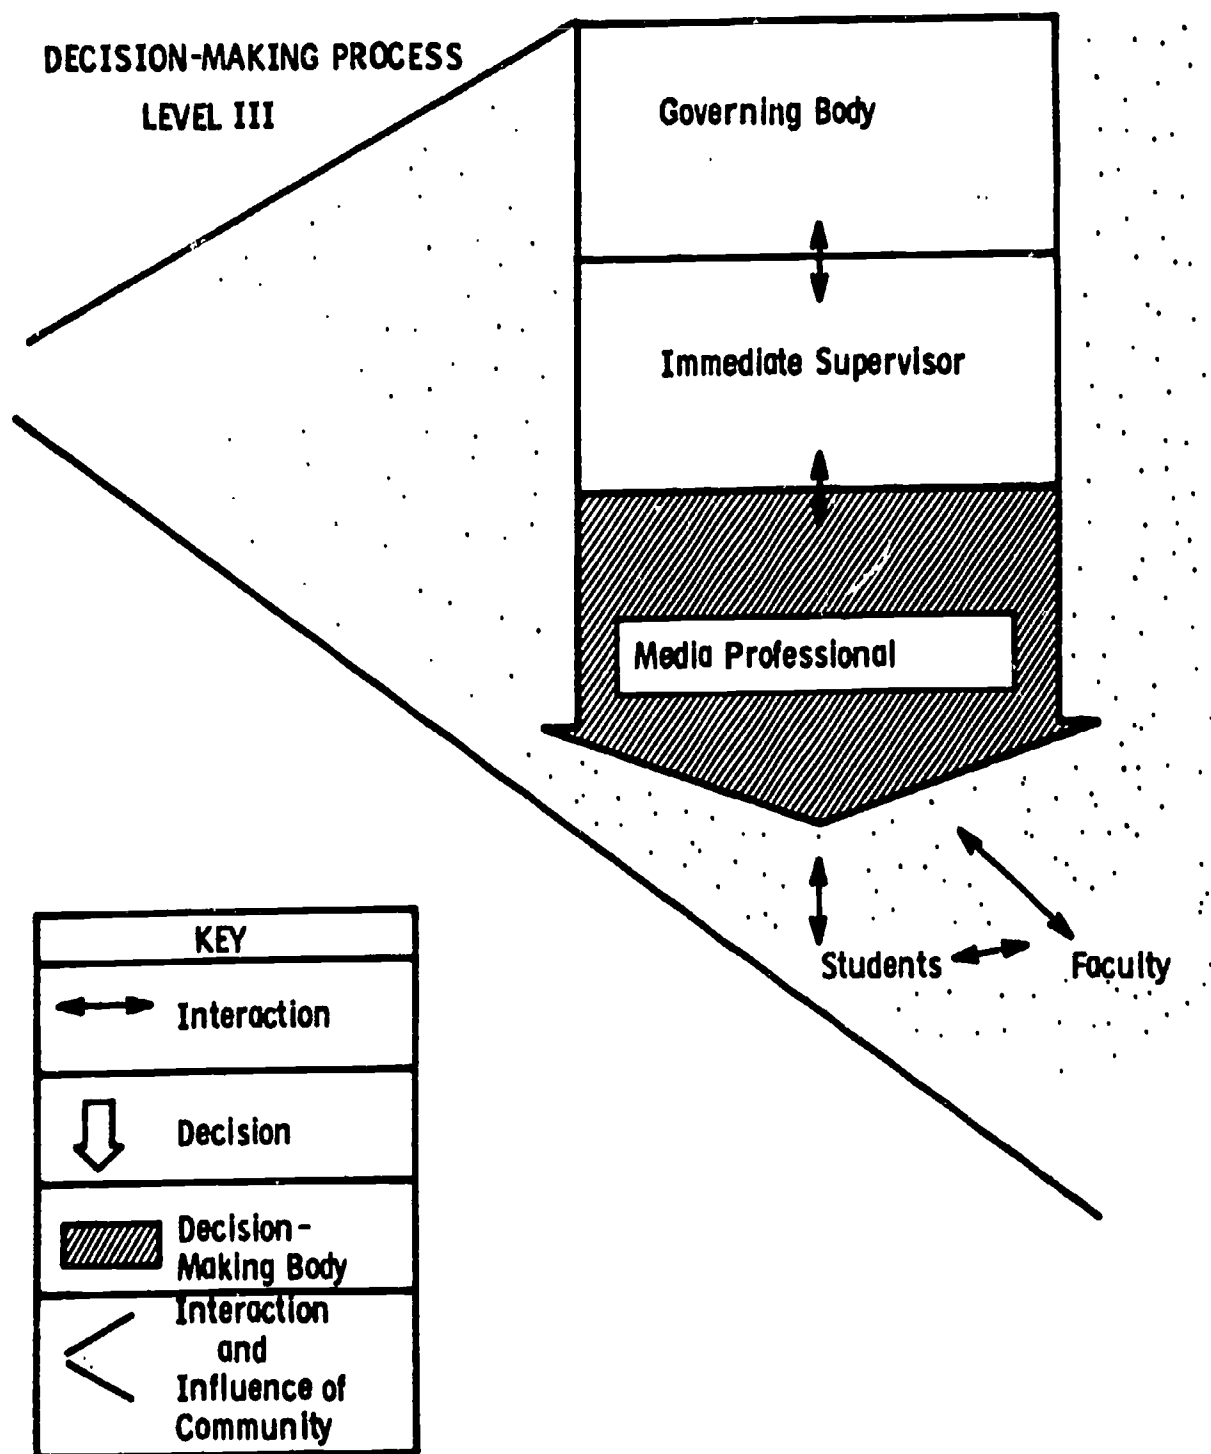 DECISION-MAKING PROCESS
LEVEL III
Governing Body
Immediate Supervisor
Media Professional
Students
Faculty
KEY
Interaction
Decision
Decision-
Making Body
Interaction
and
Influence of
Community